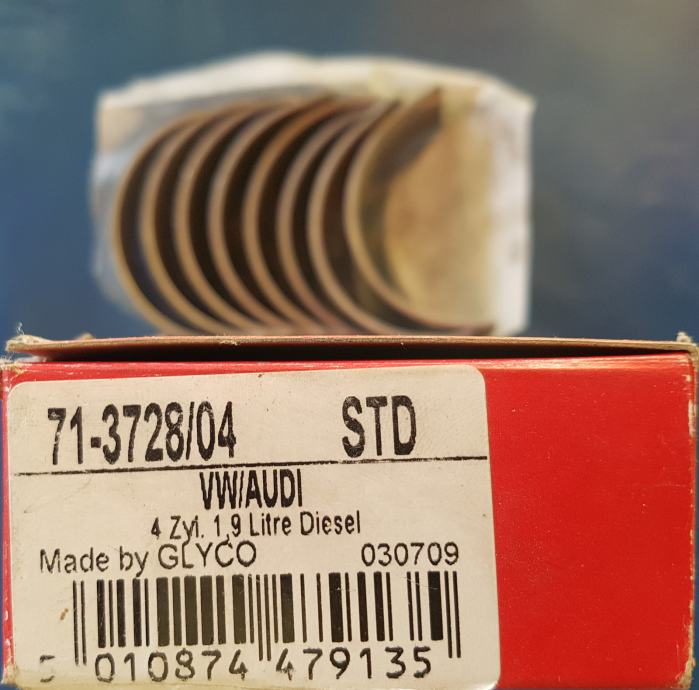 71-3728/04 STD
VW/AUDI
4 Zyl. 1,9 Litre Diesel
Made by GLYCO 030709
5 010874 479135